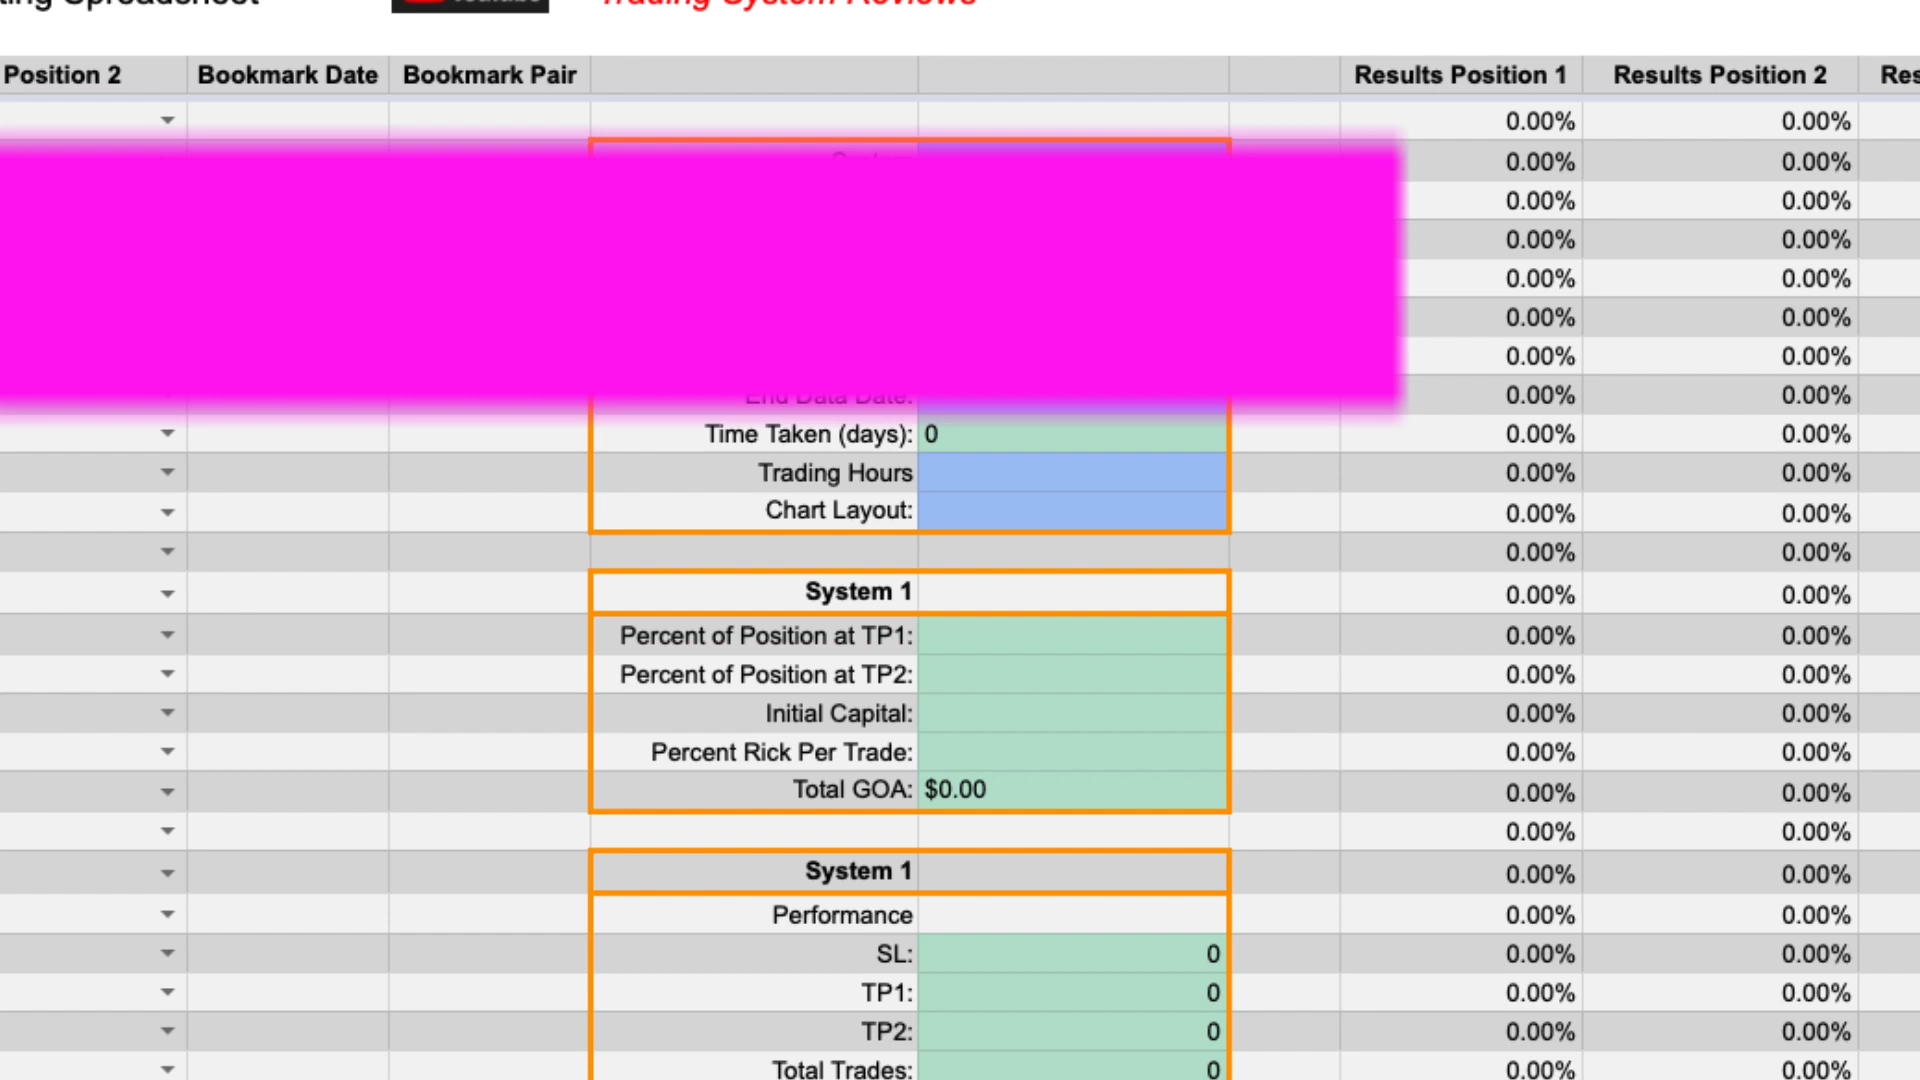 Trading System Reviews
Position 2 Bookmark Date Bookmark Pair Results Position 1 Results Position 2
0.00% 0.00%
0.00% 0.00%
0.00% 0.00%
0.00% 0.00%
0.00% 0.00%
0.00% 0.00%
0.00% 0.00%
End Data Date: 0.00% 0.00%
Time Taken (days): 0 0.00% 0.00%
Trading Hours 0.00% 0.00%
Chart Layout: 0.00% 0.00%
0.00% 0.00%
System 1 0.00% 0.00%
Percent of Position at TP1: 0.00% 0.00%
Percent of Position at TP2: 0.00% 0.00%
Initial Capital: 0.00% 0.00%
Percent Rick Per Trade: 0.00% 0.00%
Total GOA: $0.00 0.00% 0.00%
0.00% 0.00%
System 1 0.00% 0.00%
Performance 0.00% 0.00%
SL: 0 0.00% 0.00%
TP1: 0 0.00% 0.00%
TP2: 0 0.00% 0.00%
Total Trades: 0 0.00% 0.00%